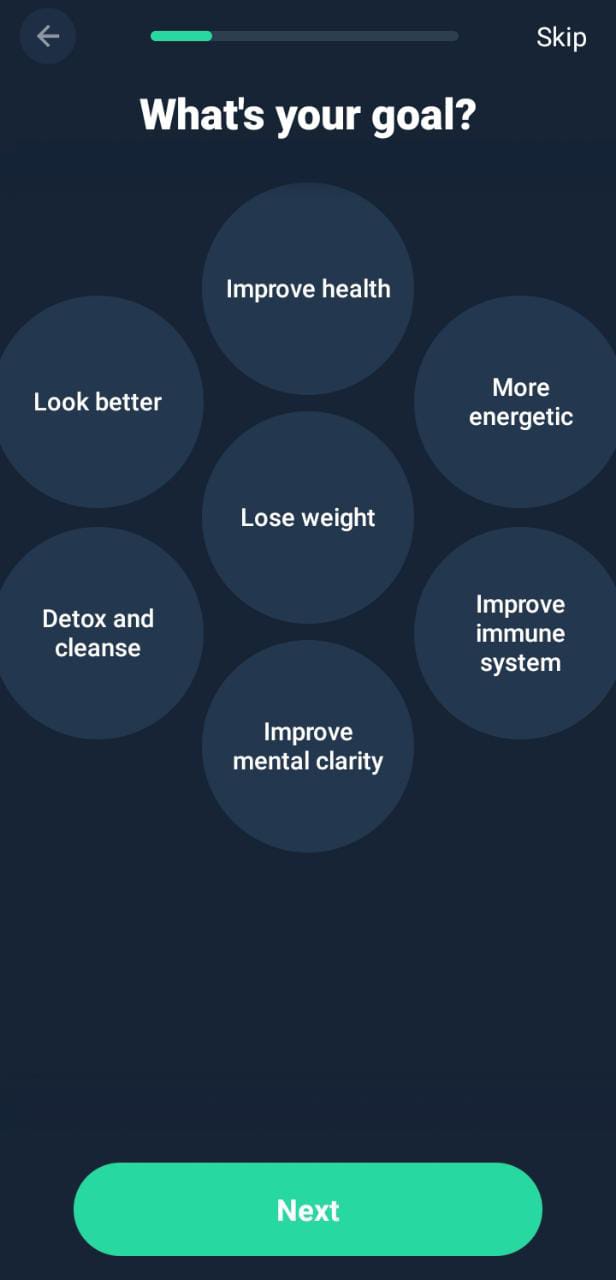 Skip
What's your goal?
Improve health
Look better
More
energetic
Lose weight
Detox and
cleanse
Improve
immune
system
Improve
mental clarity
Next